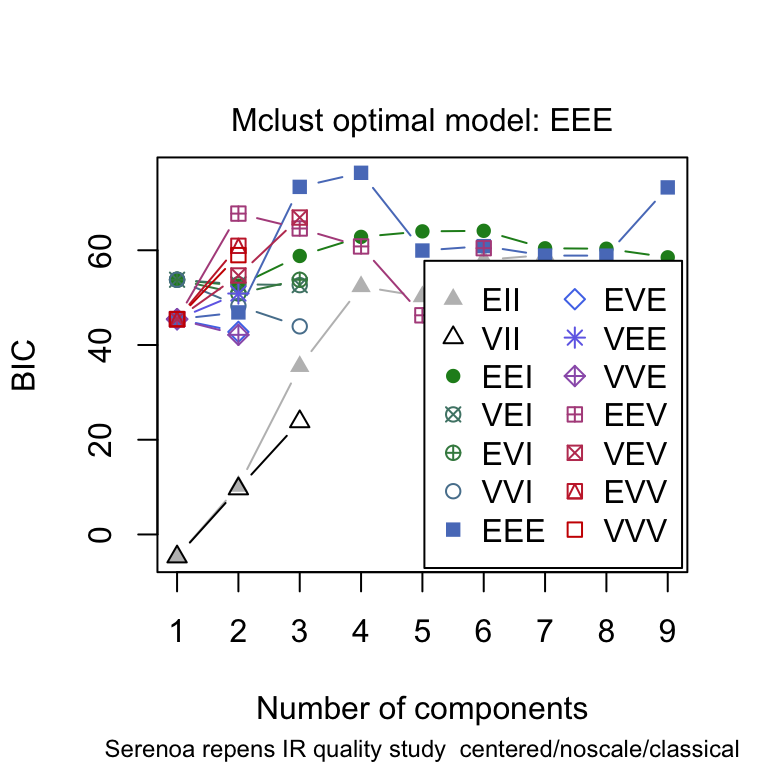 Mclust optimal model: EEE
BIC
60
40
20
0
EII EVE
VII VEE
EEI VVE
VEI EEV
EVI VEV
VVI EVV
EEE VVV
1 2 3 4 5 6 7 8 9
Number of components
Serenoa repens IR quality study centered/noscale/classical